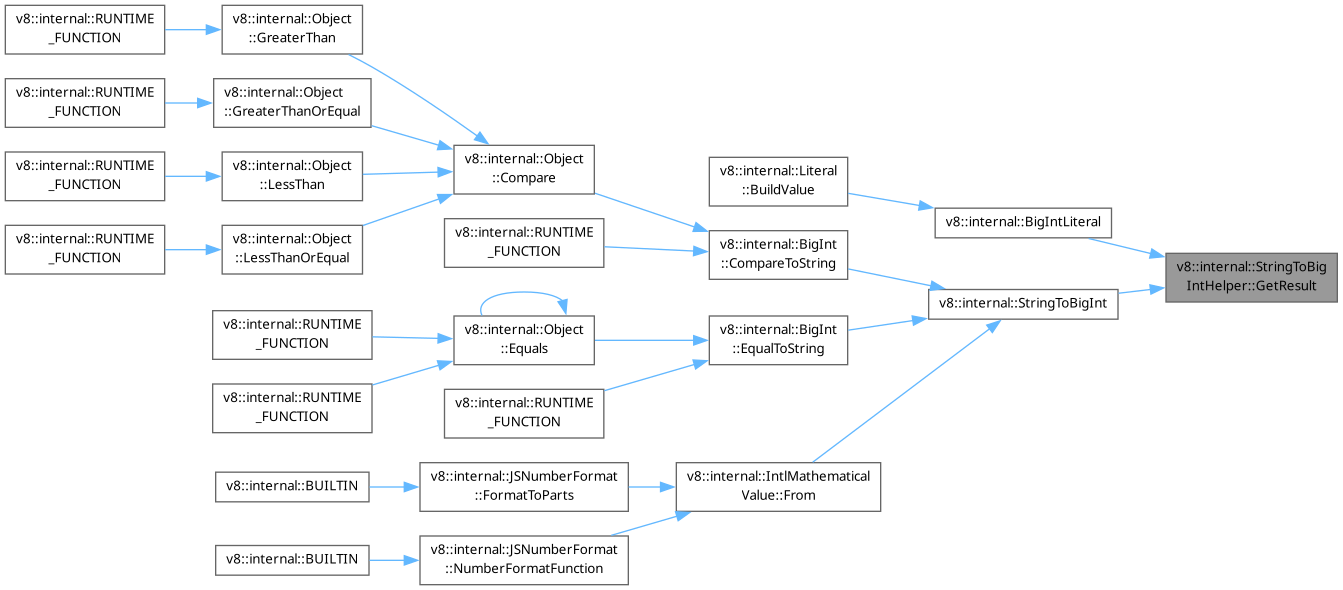 v8::internal::RUNTIME
_FUNCTION
v8::internal::Object
::GreaterThan
v8::internal::RUNTIME
_FUNCTION
v8::internal::Object
::GreaterThanOrEqual
v8::internal::RUNTIME
_FUNCTION
v8::internal::Object
::LessThan
v8::internal::RUNTIME
_FUNCTION
v8::internal::Object
::LessThanOrEqual
v8::internal::Object
::Compare
v8::internal::RUNTIME
_FUNCTION
v8::internal::Literal
::BuildValue
v8::internal::BigInt
::CompareToString
v8::internal::BigIntLiteral
v8::internal::StringToBig
IntHelper::GetResult
v8::internal::StringToBigInt
v8::internal::RUNTIME
_FUNCTION
v8::internal::Object
::Equals
v8::internal::BigInt
::EqualToString
v8::internal::RUNTIME
_FUNCTION
v8::internal::RUNTIME
_FUNCTION
v8::internal::BUILTIN
v8::internal::JSNumberFormat
::FormatToParts
v8::internal::IntlMathematical
Value::From
v8::internal::BUILTIN
v8::internal::JSNumberFormat
::NumberFormatFunction